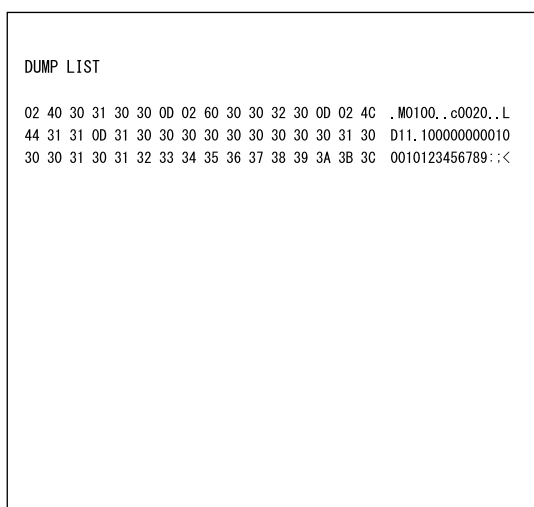 DUMP LIST
02 40 30 31 30 30 0D 02 60 30 30 32 30 0D 02 4C .M0100..c0020..L
44 31 31 0D 31 30 30 30 30 30 30 30 30 30 31 30 D11.100000000010
30 30 31 30 31 32 33 34 35 36 37 38 39 3A 3B 3C 0010123456789:;<